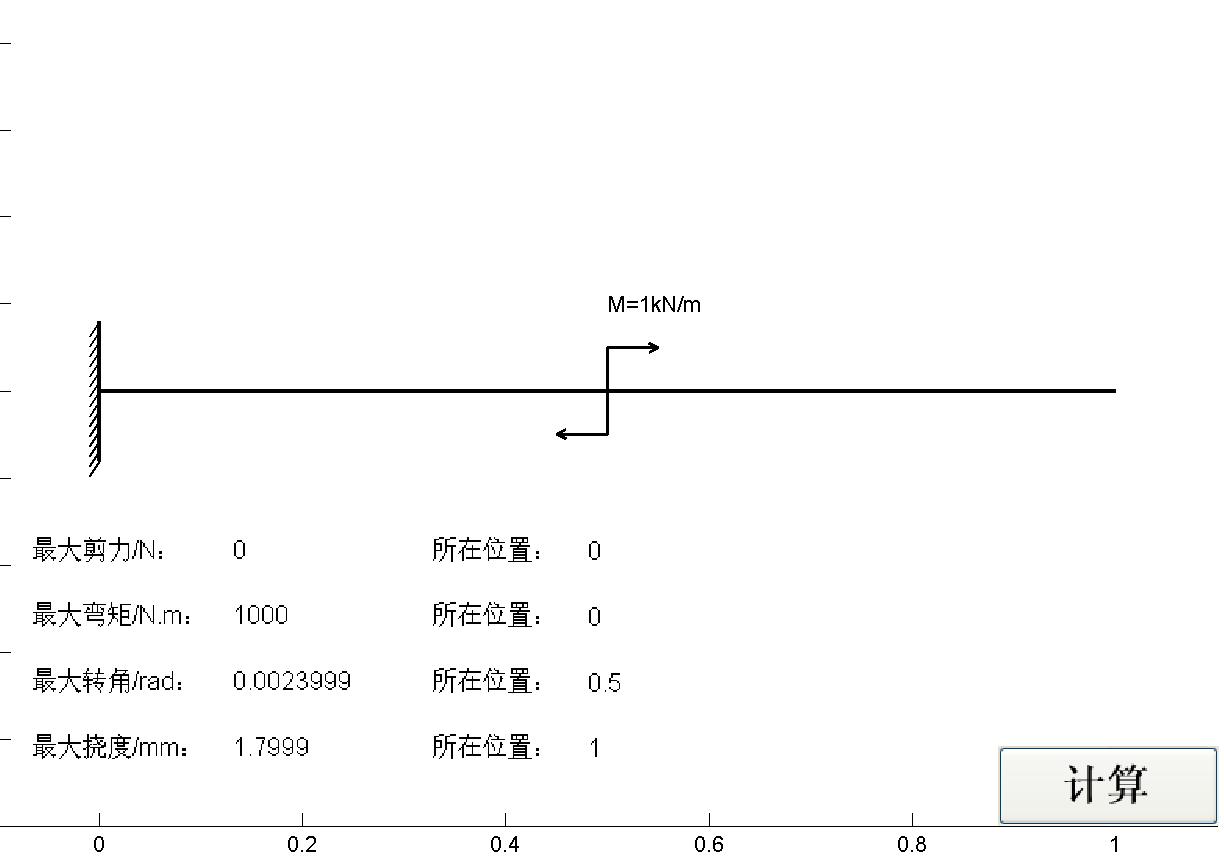 M=1kN/m
最大剪力/N: 0 所在位置: 0
最大弯矩/N.m: 1000 所在位置: 0
最大转角/rad: 0.0023999 所在位置: 0.5
最大挠度/mm: 1.7999 所在位置: 1
计算
0 0.2 0.4 0.6 0.8 1